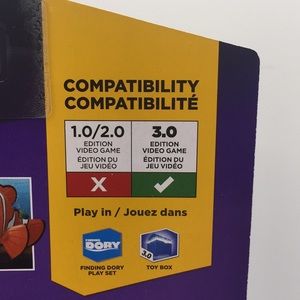 COMPATIBILITY
COMPATIBILITÉ
1.0/2.0 3.0
EDITION EDITION
VIDEO GAME VIDEO GAME
ÉDITION DU ÉDITION DU
JEU VIDÉO JEU VIDÉO
Play in / Jouez dans
FINDING
DORY
3.0
FINDING DORY TOY BOX
PLAY SET